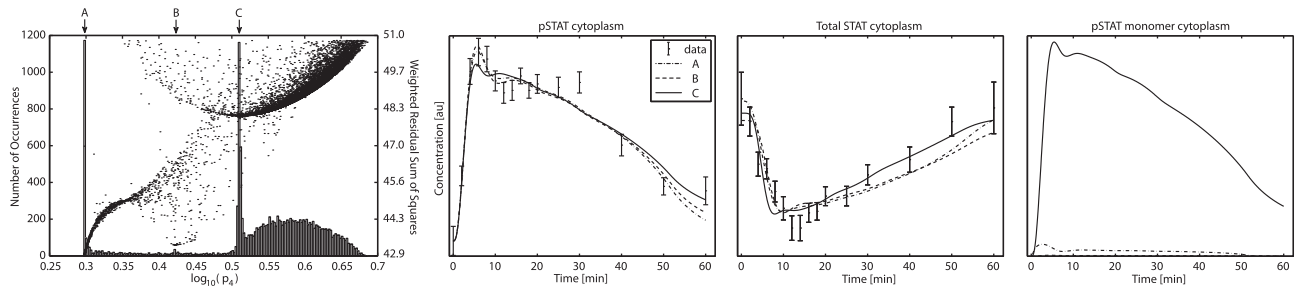 A B C
1200
1000
800
600
400
200
0
Number of Occurrences
0.25 0.3 0.35 0.4 0.45 0.5 0.55 0.6 0.65 0.7
log10(p4)
51.0
49.7
48.3
47.0
45.6
44.3
42.9
Weighted Residual Sum of Squares
pSTAT cytoplasm
data
A
B
C
Concentration [au]
0 10 20 30 40 50 60
Time [min]
Total STAT cytoplasm
0 10 20 30 40 50 60
Time [min]
pSTAT monomer cytoplasm
0 10 20 30 40 50 60
Time [min]